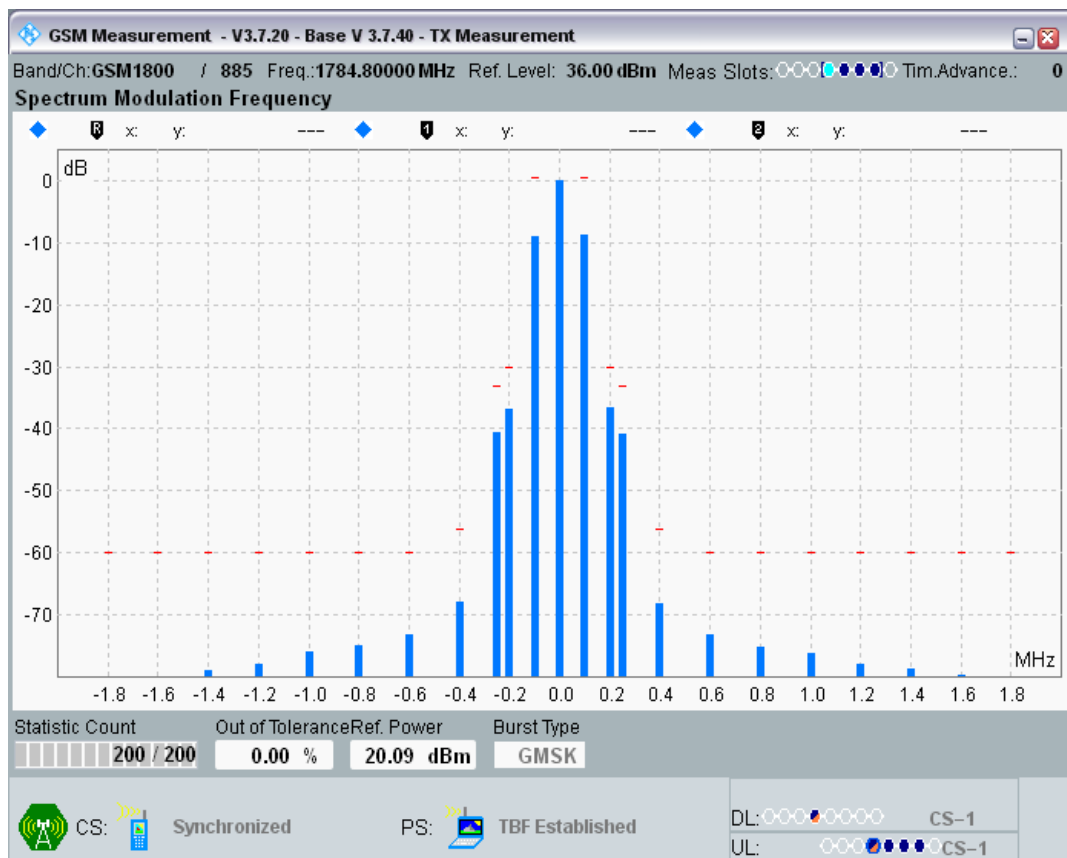 GSM Measurement - V3.7.20 - Base V 3.7.40 - TX Measurement
Band/Ch:GSM1800 / 885 Freq.:1784.80000 MHz Ref. Level: 36.00 dBm Meas Slots: Tim.Advance.: 0
Spectrum Modulation Frequency
R x: y: --- 1 x: y: --- 2 x: y: ---
dB
0
-10
-20
-30
-40
-50
-60
-70
MHz
-1.8 -1.6 -1.4 -1.2 -1.0 -0.8 -0.6 -0.4 -0.2 0.0 0.2 0.4 0.6 0.8 1.0 1.2 1.4 1.6 1.8
Statistic Count Out of Tolerance Ref. Power Burst Type
200 / 200 0.00 % 20.09 dBm GMSK
CS: Synchronized PS: TBF Established
DL: CS-1
UL: CS-1